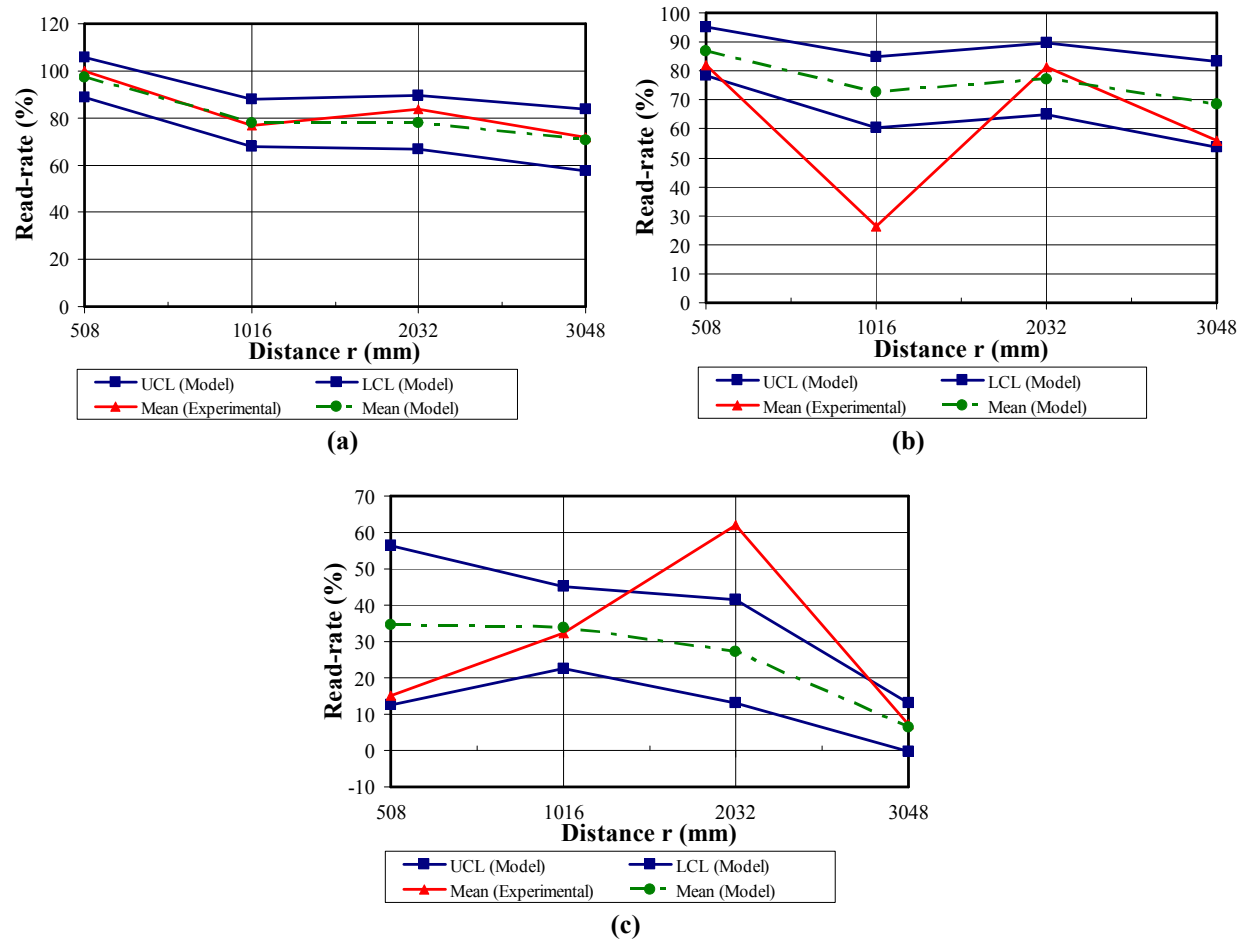 120
100
80
60
40
20
0
Read-rate (%)
508 1016 2032 3048
Distance r (mm)
UCL (Model) LCL (Model)
Mean (Experimental) Mean (Model)
(a)
100
90
80
70
60
50
40
30
20
10
0
Read-rate (%)
508 1016 2032 3048
Distance r (mm)
UCL (Model) LCL (Model)
Mean (Experimental) Mean (Model)
(b)
70
60
50
40
30
20
10
0
-10
Read-rate (%)
508 1016 2032 3048
Distance r (mm)
UCL (Model) LCL (Model)
Mean (Experimental) Mean (Model)
(c)